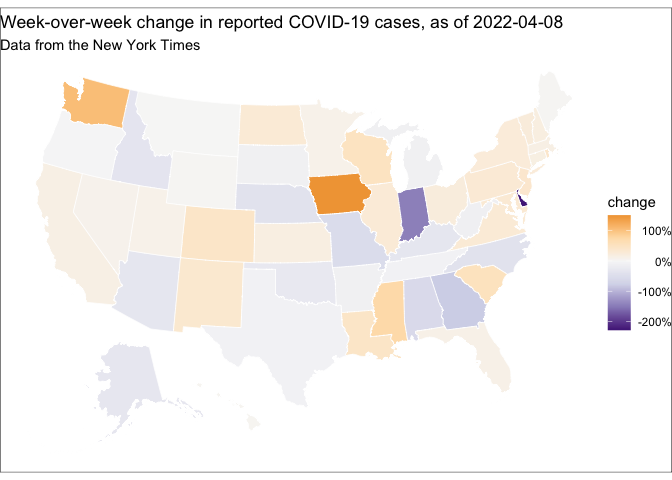 Week-over-week change in reported COVID-19 cases, as of 2022-04-08
Data from the New York Times
change
100%
0%
-100%
-200%